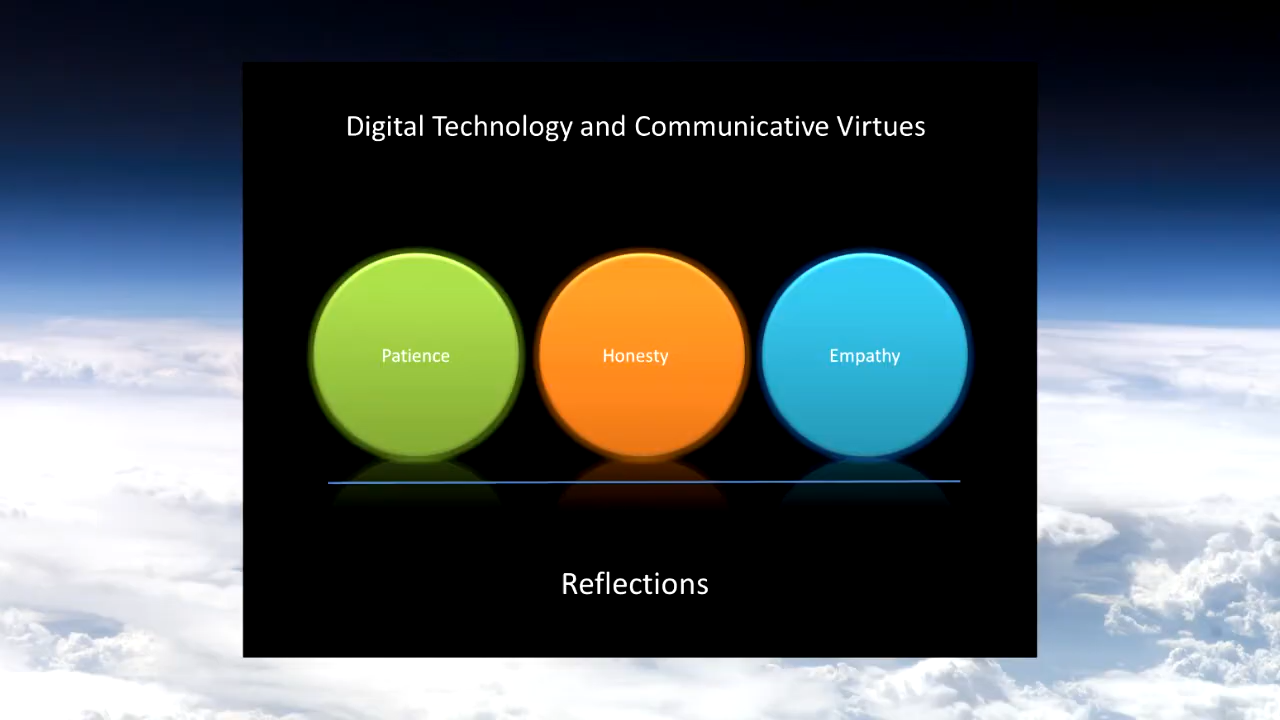 Digital Technology and Communicative Virtues
Patience
Honesty
Empathy
Reflections